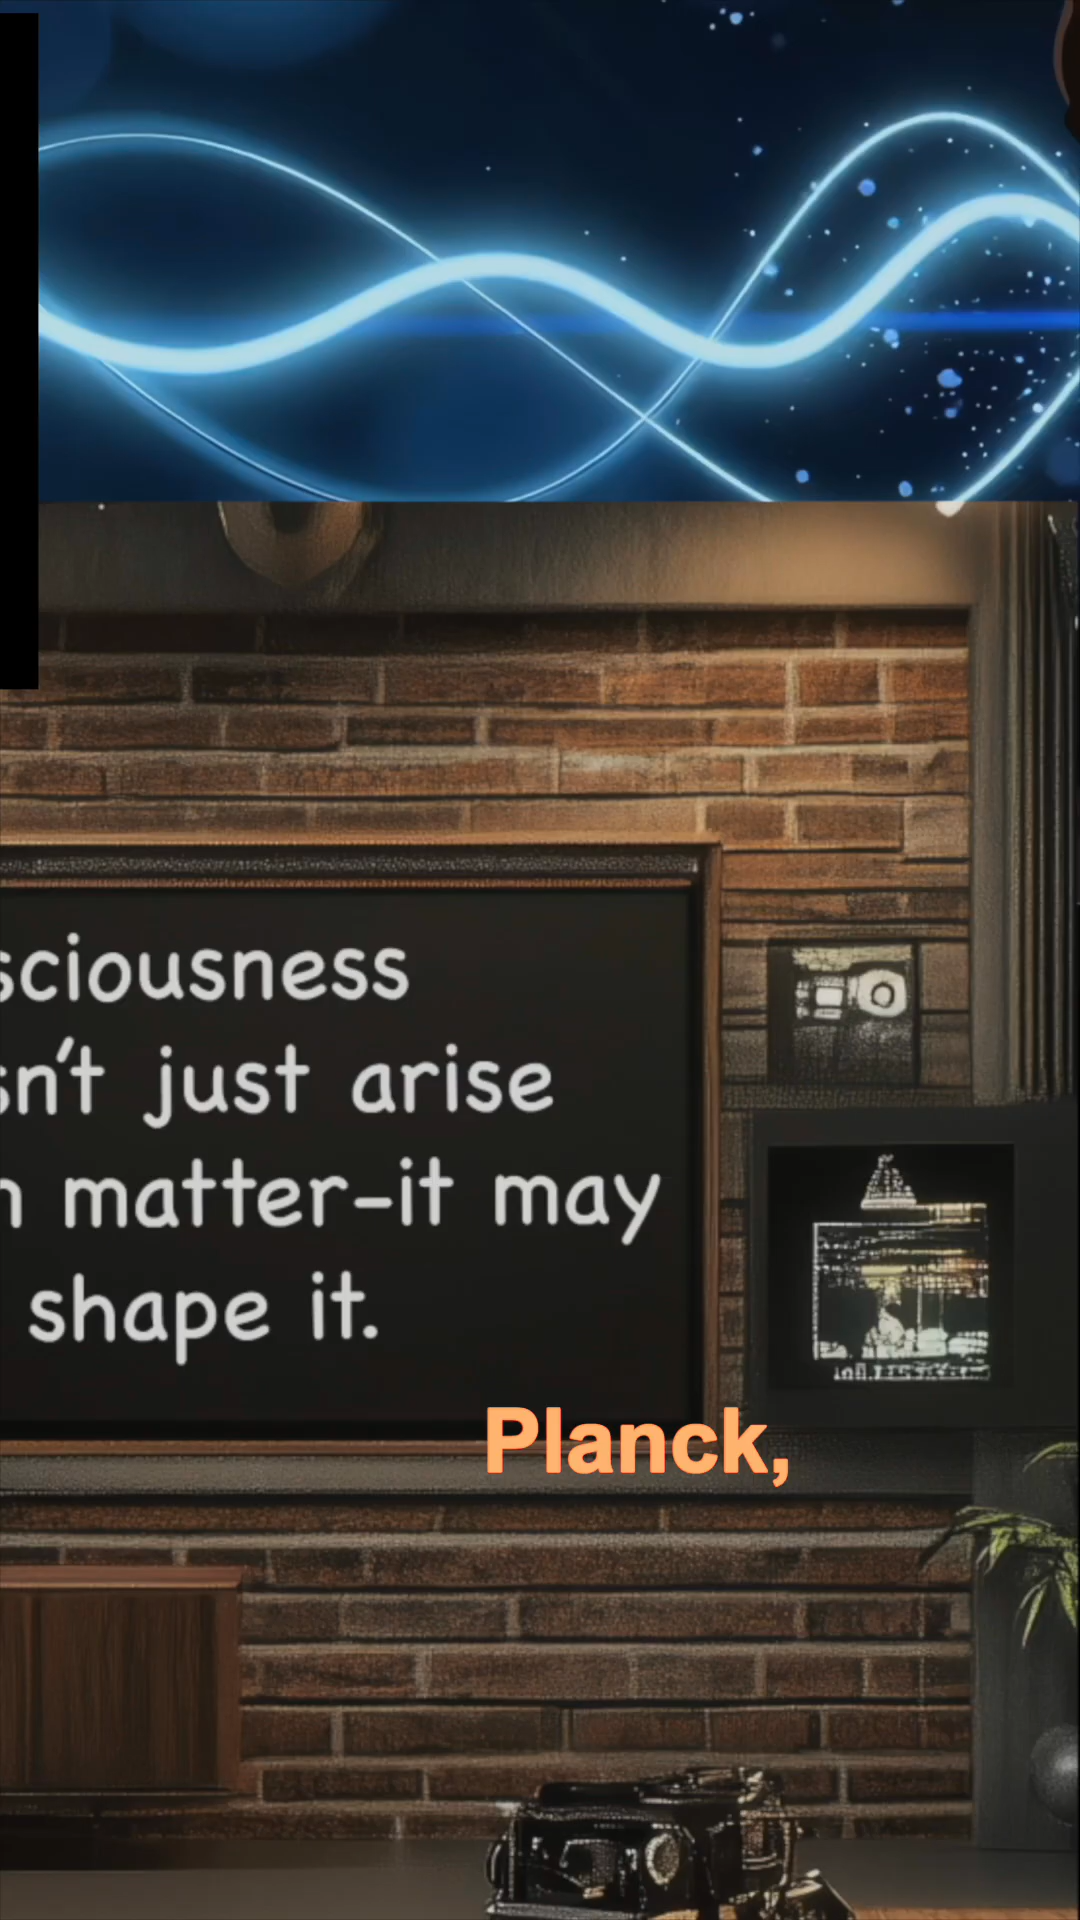 sciousness
sn't just arise
n matter-it may
shape it.
Planck,